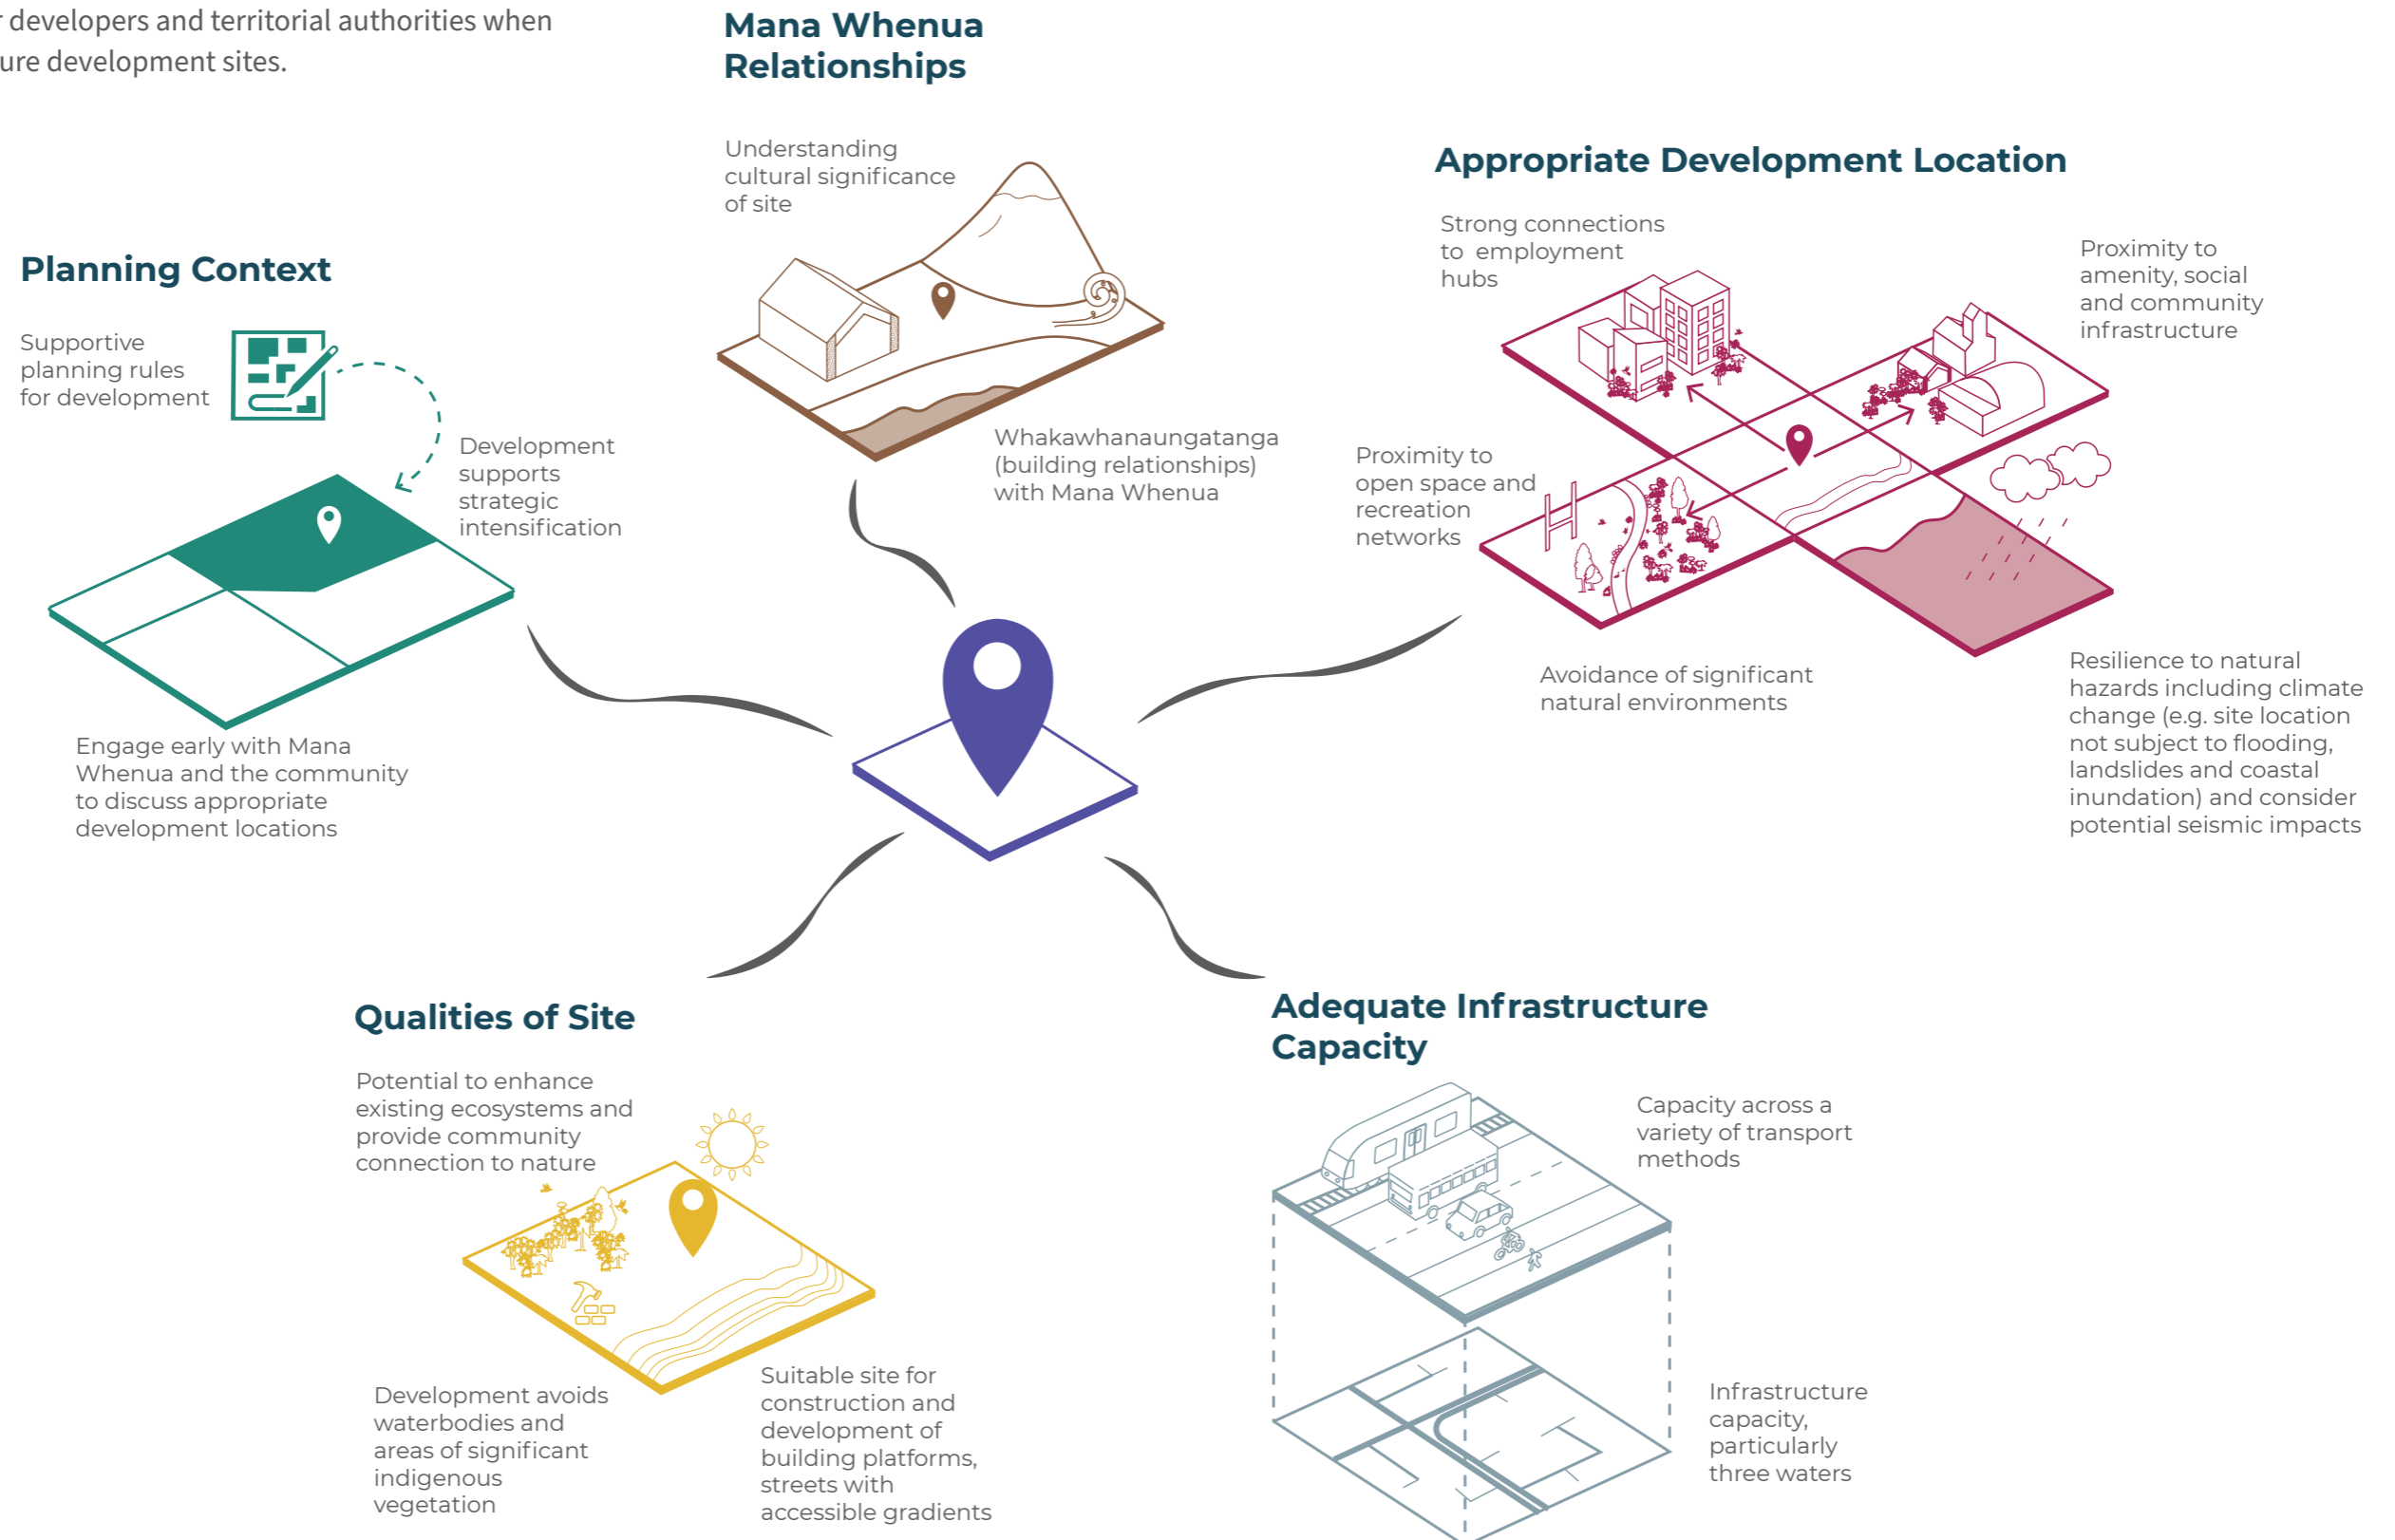 r developers and territorial authorities when
ure development sites.
Mana Whenua
Relationships
Understanding
cultural significance
of site
Whakawhanaungatanga
(building relationships)
with Mana Whenua
Appropriate Development Location
Strong connections
to employment
hubs
Proximity to
amenity, social
and community
infrastructure
Proximity to
open space and
recreation
networks
Avoidance of significant
natural environments
Resilience to natural
hazards including climate
change (e.g. site location
not subject to flooding,
landslides and coastal
inundation) and consider
potential seismic impacts
Planning Context
Supportive
planning rules
for development
Development
supports
strategic
intensification
Engage early with Mana
Whenua and the community
to discuss appropriate
development locations
Qualities of Site
Potential to enhance
existing ecosystems and
provide community
connection to nature
Development avoids
waterbodies and
areas of significant
indigenous
vegetation
Suitable site for
construction and
development of
building platforms,
streets with
accessible gradients
Adequate Infrastructure
Capacity
Capacity across a
variety of transport
methods
Infrastructure
capacity,
particularly
three waters